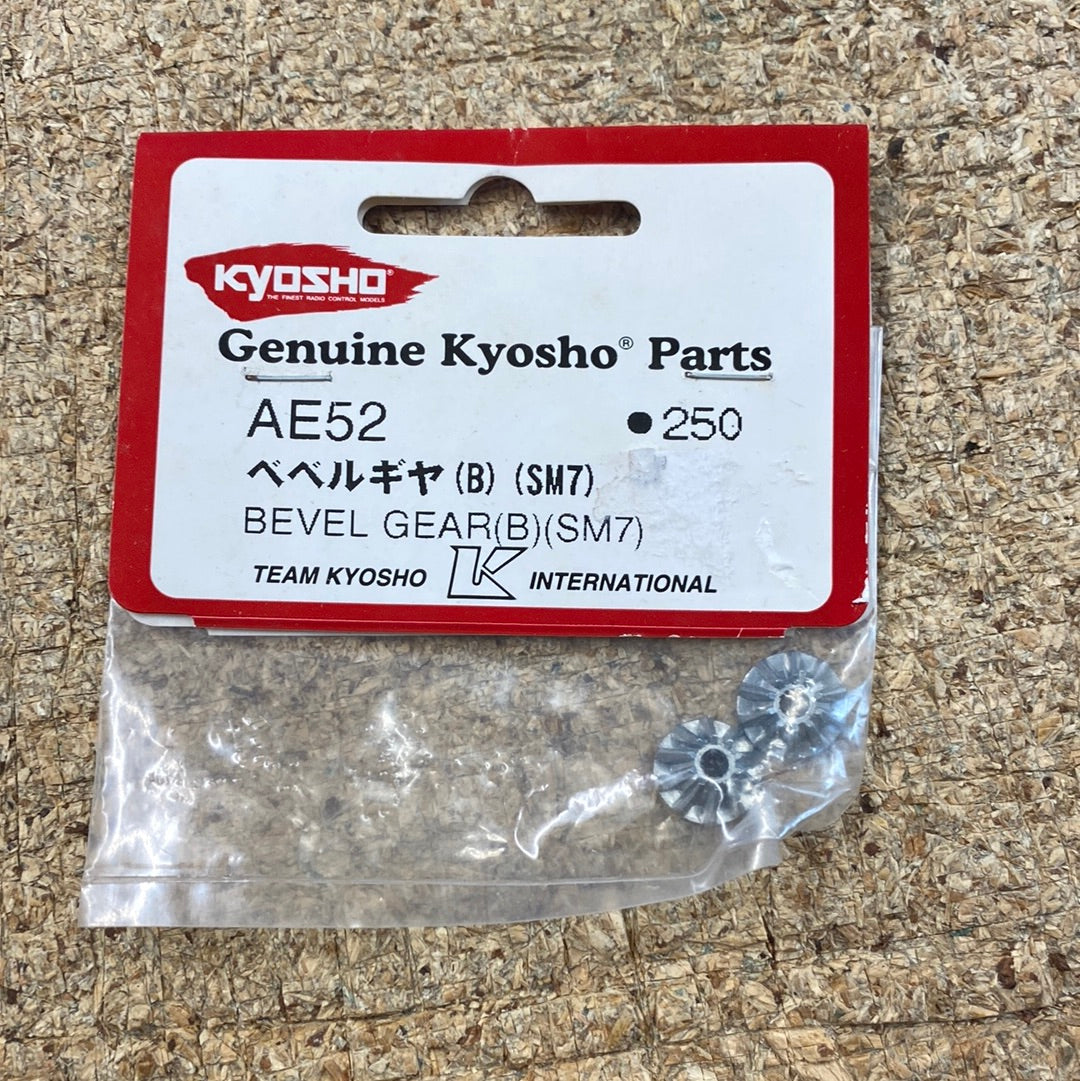 KYOSHO®
THE FINEST RADIO CONTROL MODELS
Genuine Kyosho® Parts
AE52 ●250
ベベルギヤ(B) (SM7)
BEVEL GEAR(B)(SM7)
TEAM KYOSHO K INTERNATIONAL